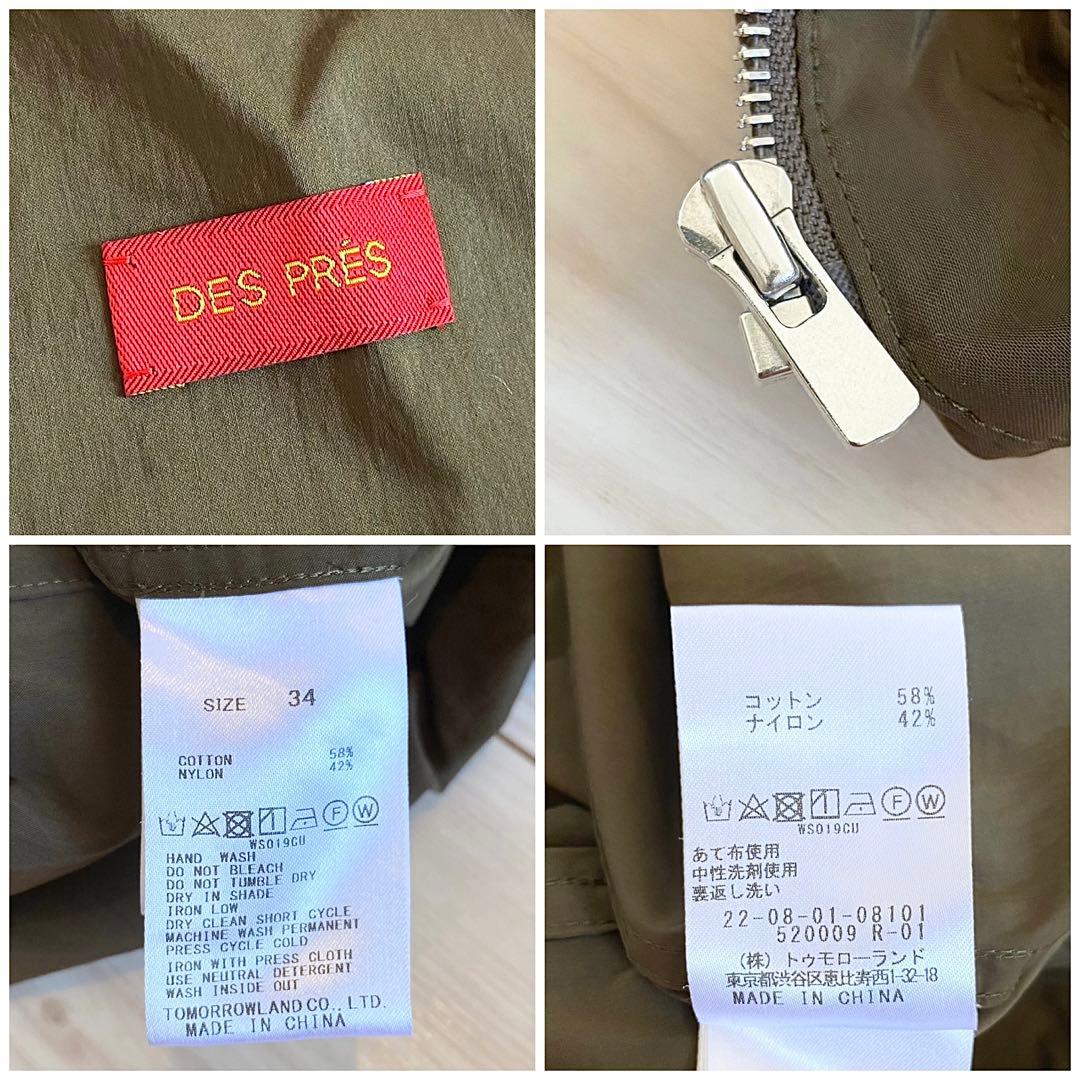 DES PRÉS
SIZE 34
COTTON 58%
NYLON 42%
F W
WS019CU
HAND WASH
DO NOT BLEACH
DO NOT TUMBLE DRY
DRY IN SHADE
IRON LOW
DRY CLEAN SHORT CYCLE
MACHINE WASH PERMANENT
PRESS CYCLE COLD
IRON WITH PRESS CLOTH
USE NEUTRAL DETERGENT
WASH INSIDE OUT
TOMORROWLAND CO., LTD.
MADE IN CHINA
コットン 58%
ナイロン 42%
F W
WS019CU
あて布使用
中性洗剤使用
裏返し洗い
22-08-01-08101
520009 R-01
(株) トゥモローランド
東京都渋谷区恵比寿西1-32-18
MADE IN CHINA